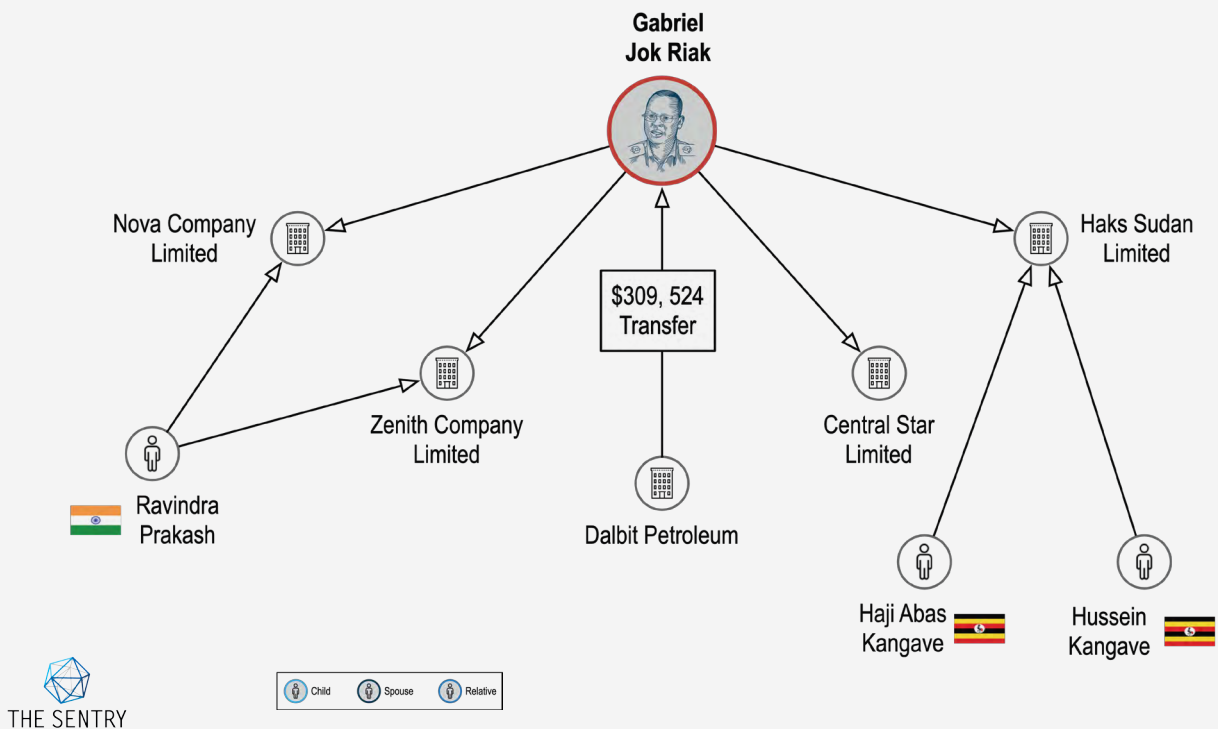 Gabriel
Jok Riak
Nova Company
Limited
Haks Sudan
Limited
$309, 524
Transfer
Zenith Company
Limited
Central Star
Limited
Ravindra
Prakash
Dalbit Petroleum
Haji Abas
Kangave
Hussein
Kangave
THE SENTRY
Child
Spouse
Relative